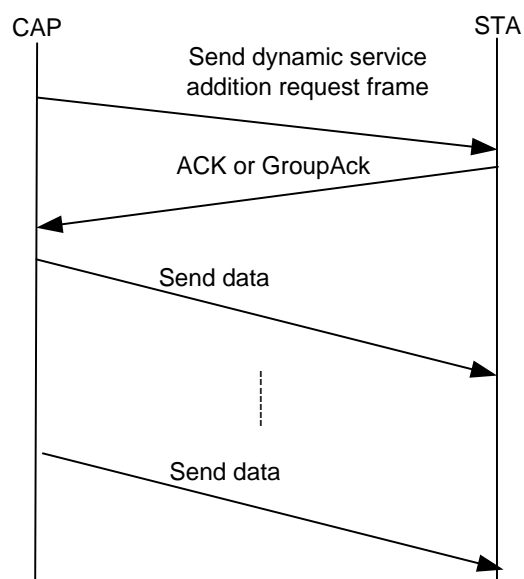 CAP
STA
Send dynamic service
addition request frame
ACK or GroupAck
Send data
Send data